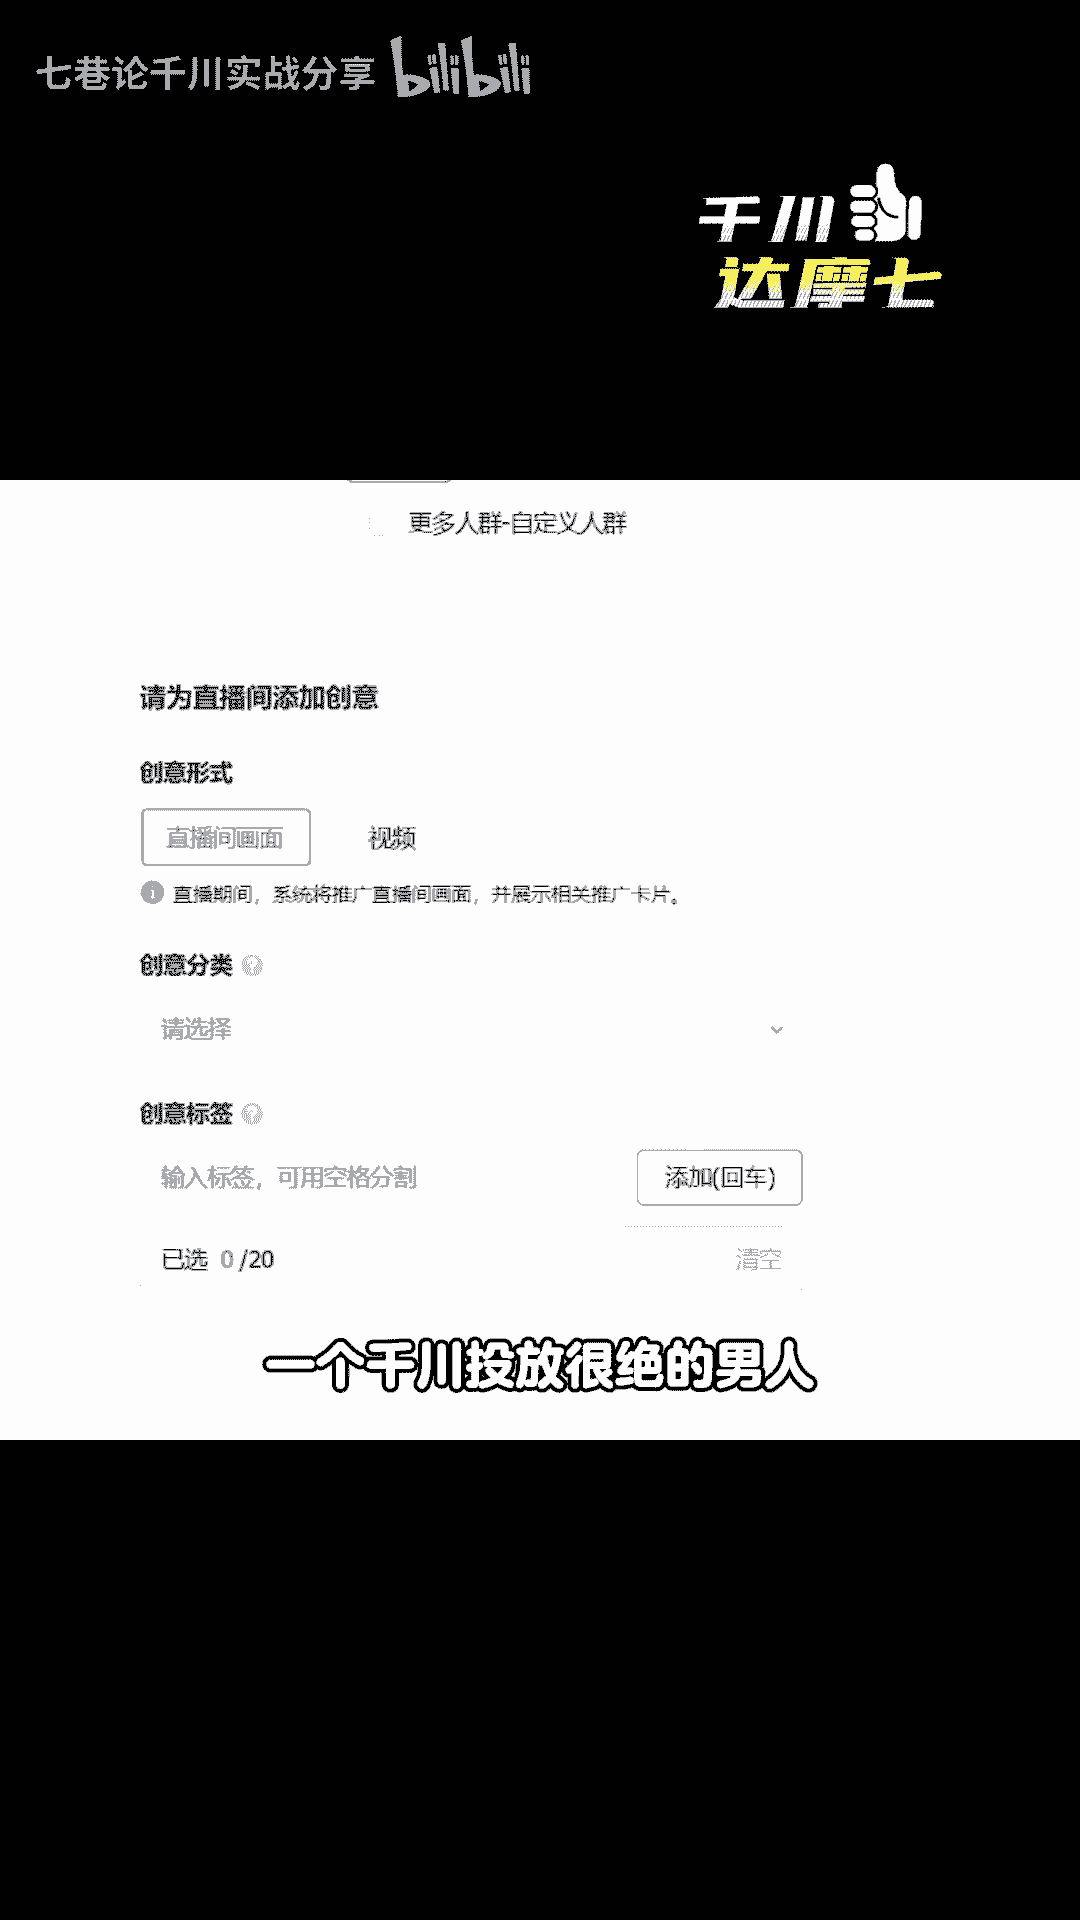 七巷论千川实战分享 bilibili
千川
达摩七
更多人群-自定义人群
请为直播间添加创意
创意形式
直播间画面 视频
直播期间，系统将推广直播间画面，并展示相关推广卡片。
创意分类
请选择
创意标签
输入标签，可用空格分割 添加(回车)
已选 0 /20 清空
一个千川投放很绝的男人